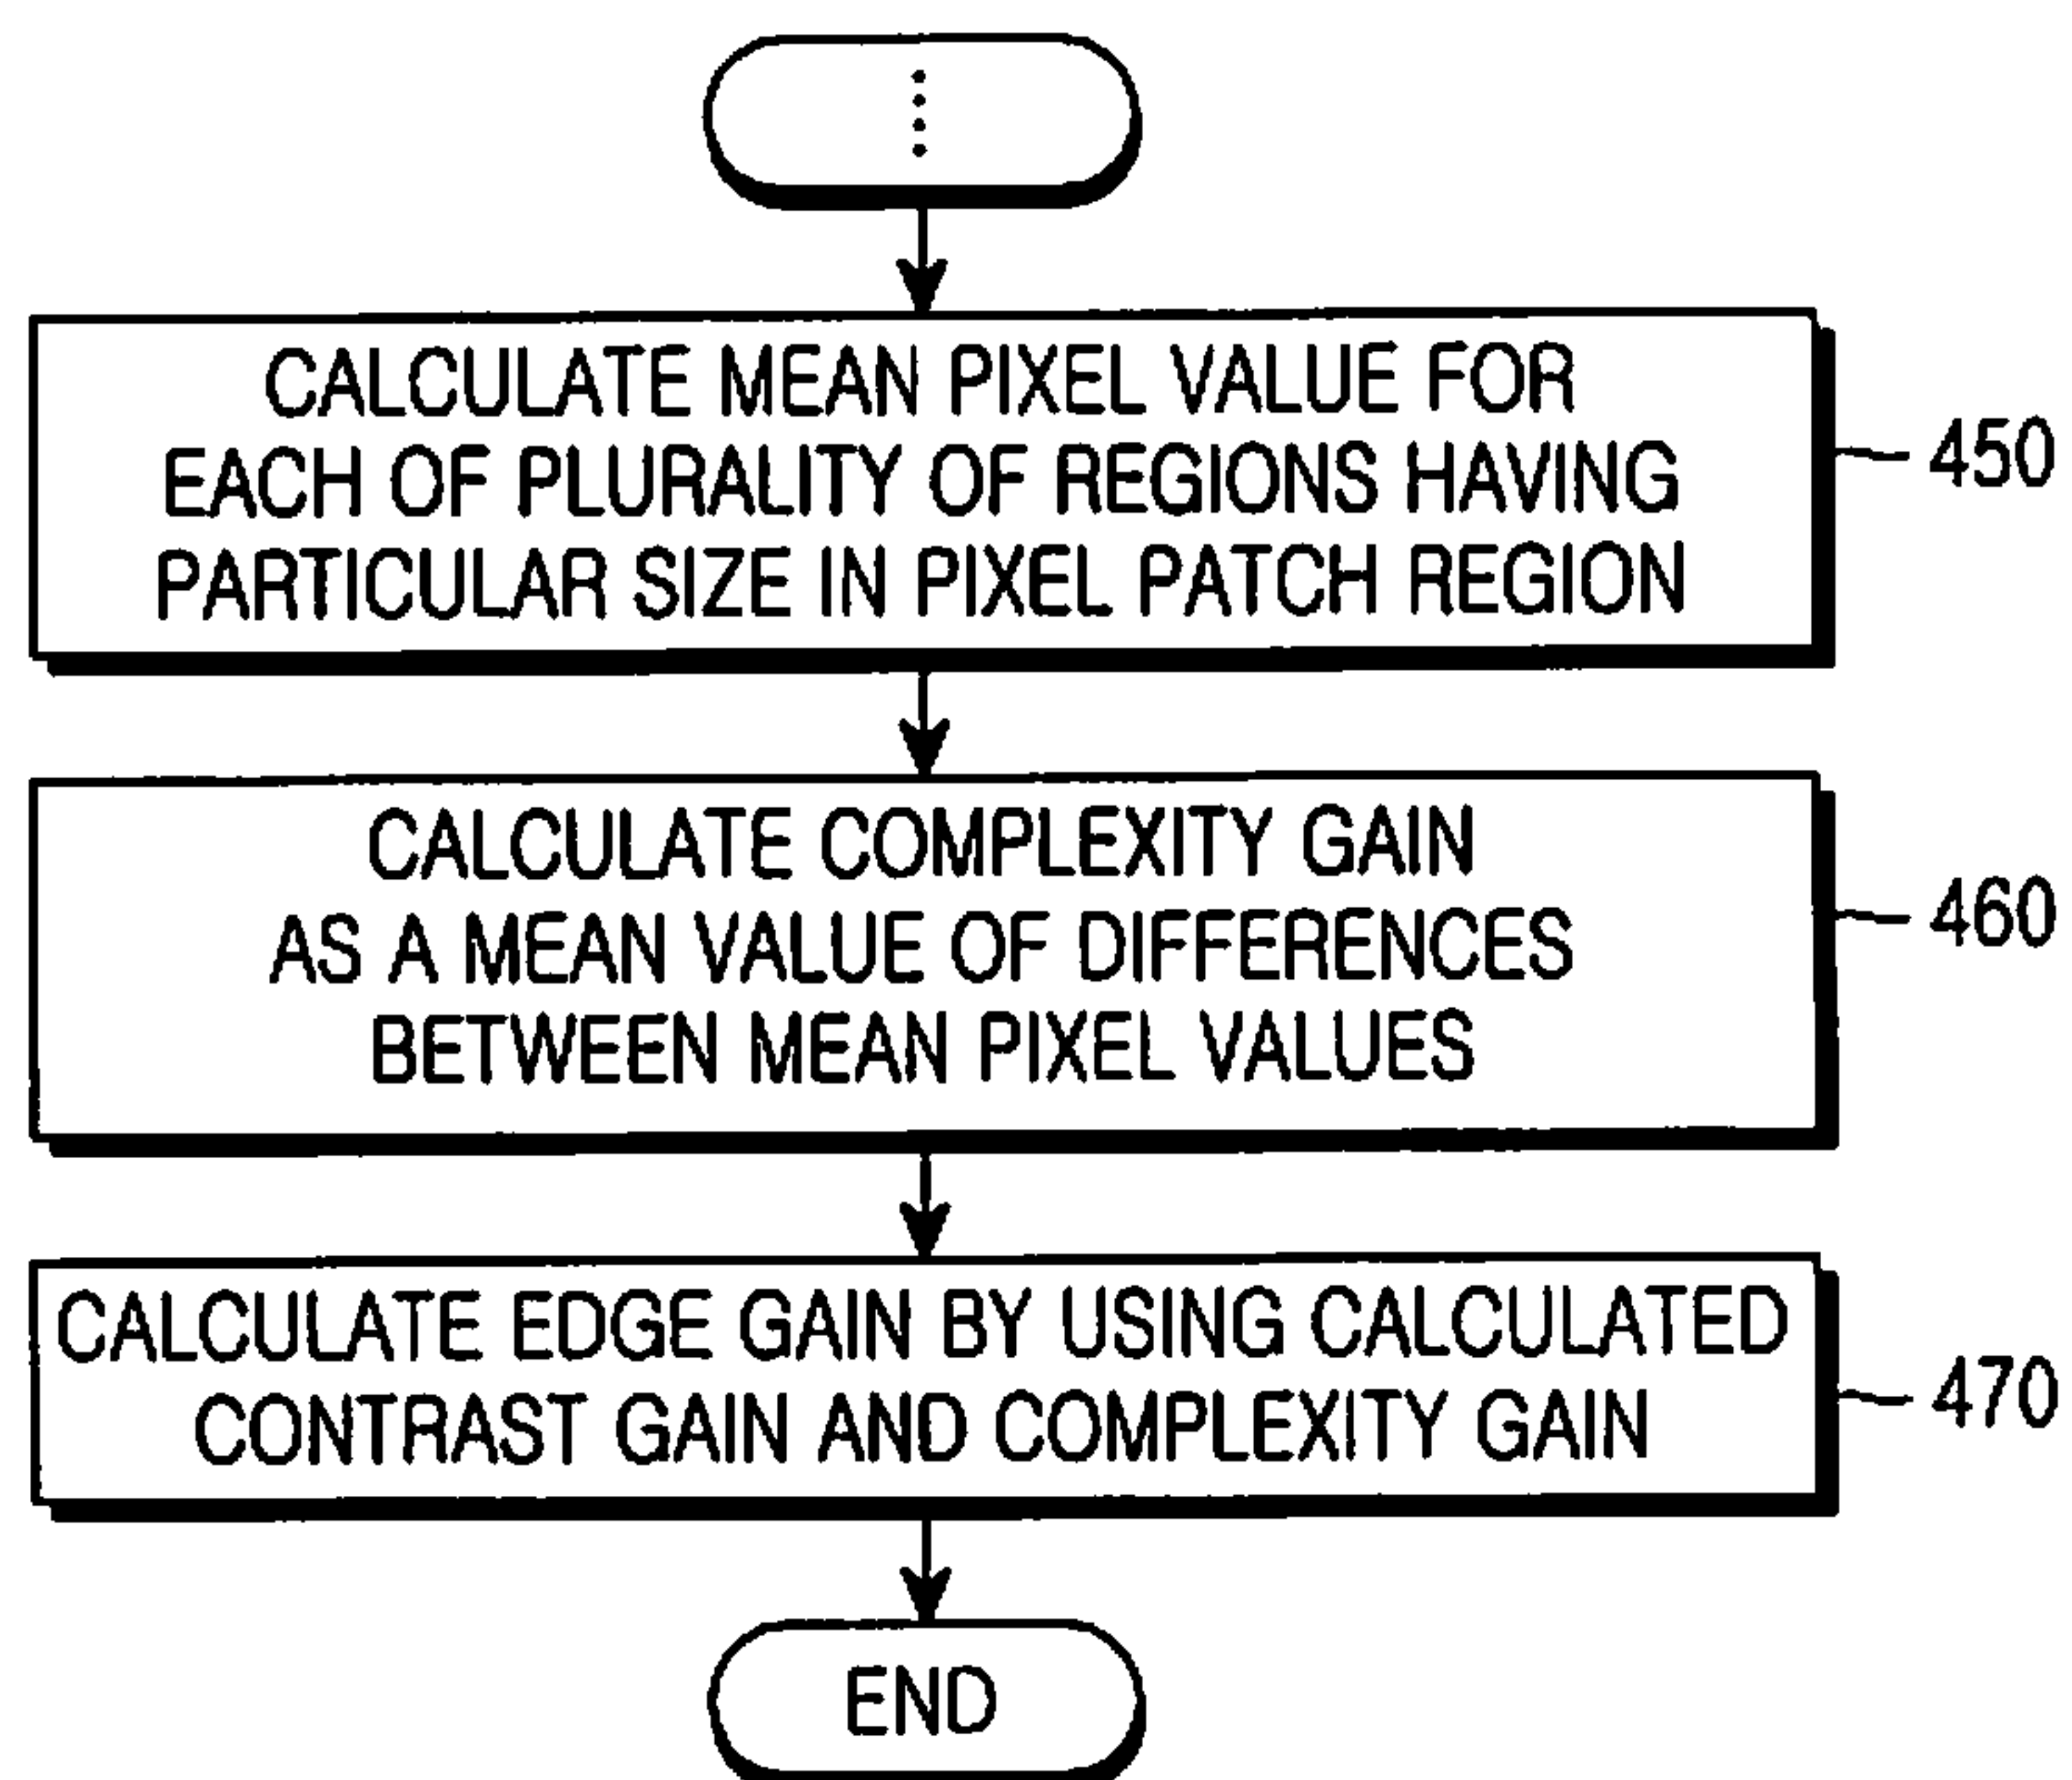 CALCULATE MEAN PIXEL VALUE FOR
EACH OF PLURALITY OF REGIONS HAVING
PARTICULAR SIZE IN PIXEL PATCH REGION
450
CALCULATE COMPLEXITY GAIN
AS A MEAN VALUE OF DIFFERENCES
BETWEEN MEAN PIXEL VALUES
460
CALCULATE EDGE GAIN BY USING CALCULATED
CONTRAST GAIN AND COMPLEXITY GAIN
470
END